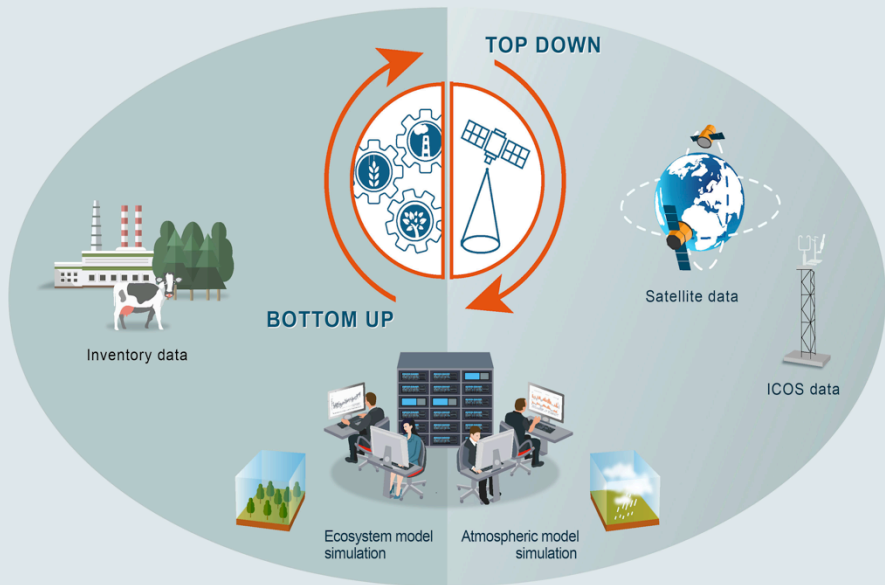 TOP DOWN
BOTTOM UP
Inventory data
Satellite data
ICOS data
Ecosystem model
simulation
Atmospheric model
simulation